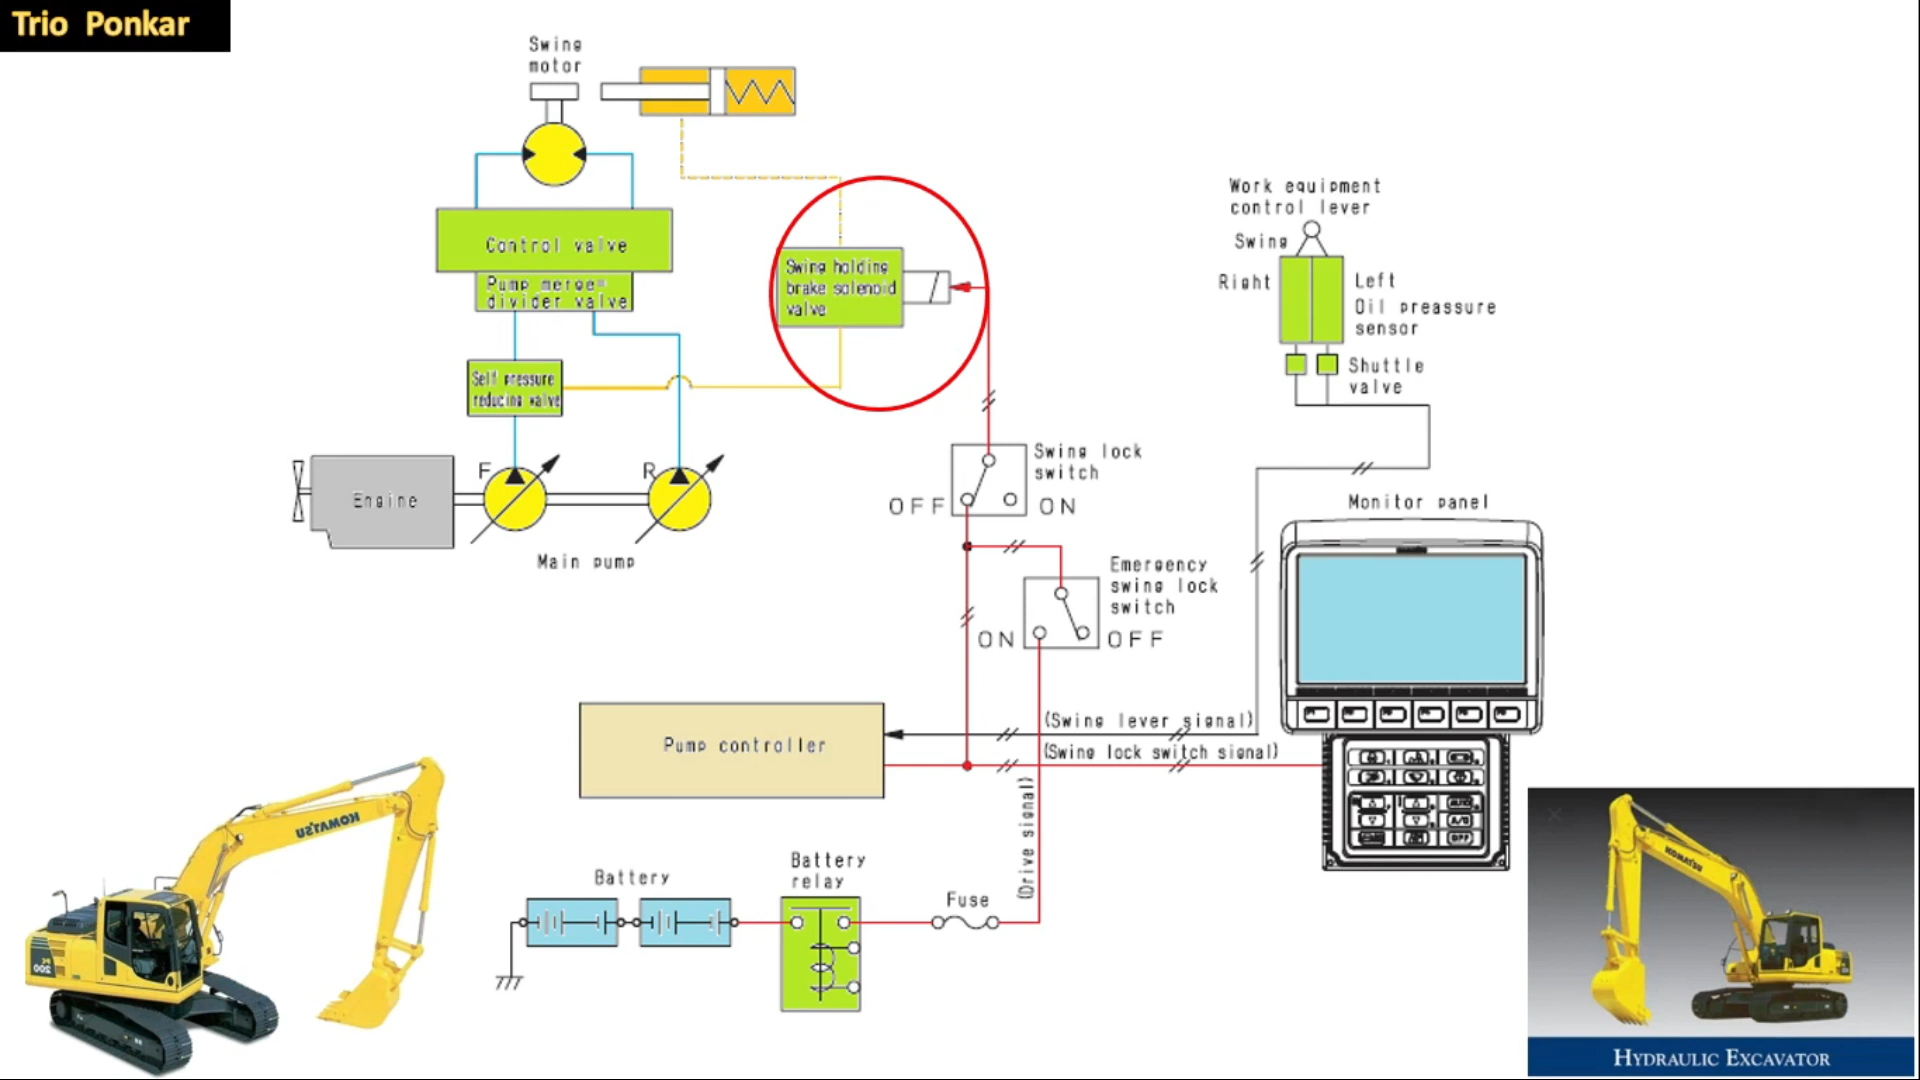 Trio Ponkar
Swing
motor
Control valve
Pump merge-
divider valve
Swing holding
brake solenoid
valve
Self pressure
reducing valve
Work equipment
control lever
Swing
Right
Left
Oil preassure
sensor
Shuttle
valve
Engine
F
R
Main pump
Swing lock
switch
OFF
ON
Monitor panel
Emergency
swing lock
switch
ON
OFF
Pump controller
(Swing lever signal)
(Swing lock switch signal)
(Drive signal)
Battery
Battery
relay
Fuse
KOMATSU
PC
200
KOMATSU
HYDRAULIC EXCAVATOR